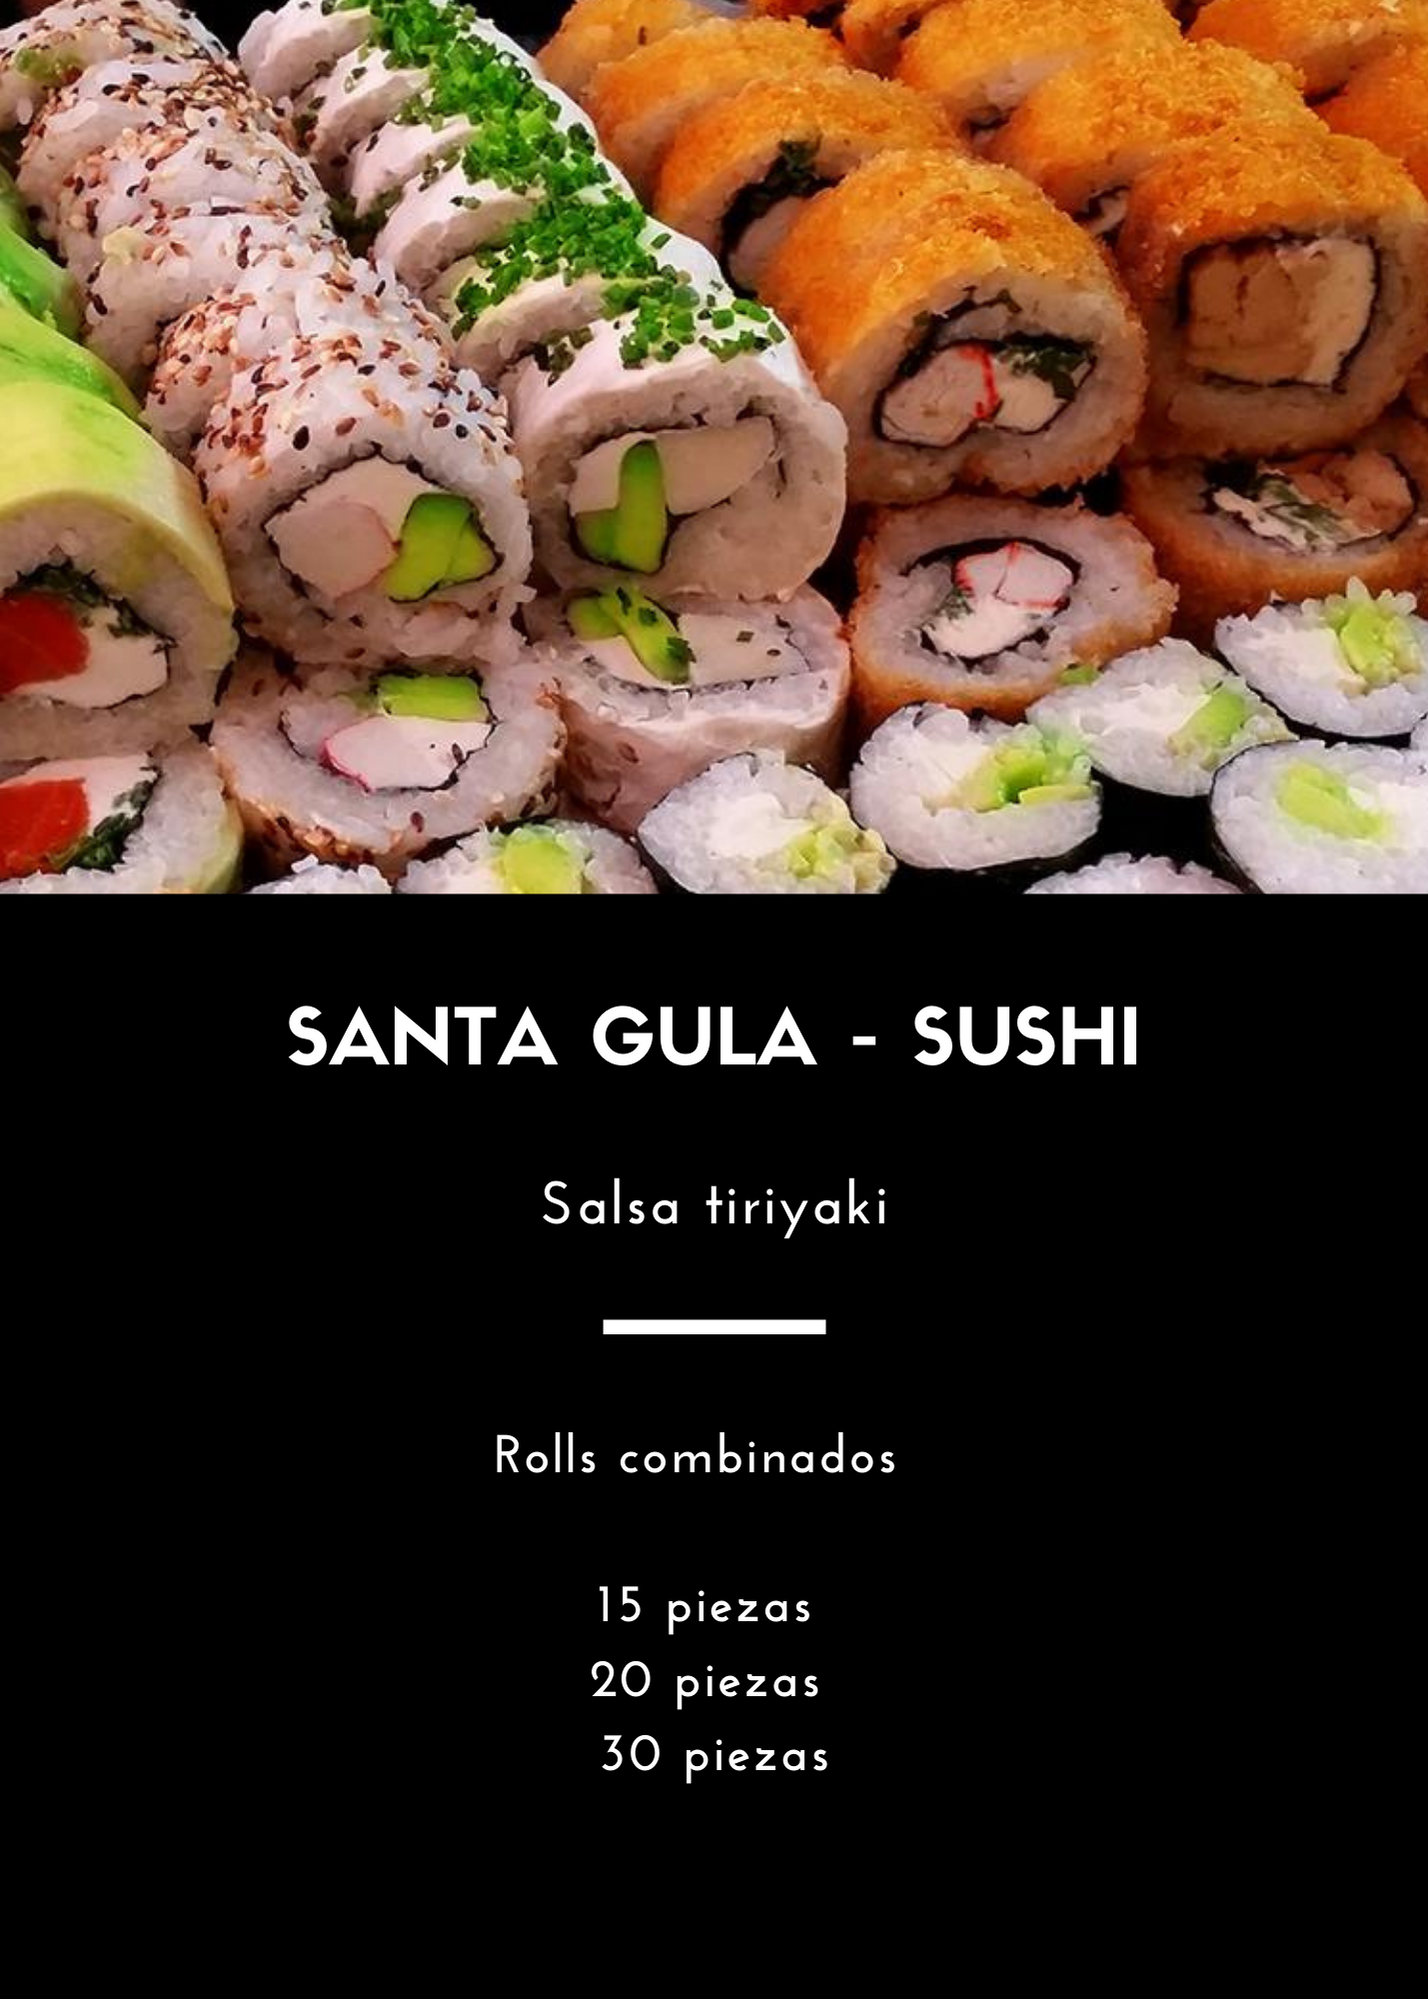 SANTA GULA - SUSHI
Salsa tiriyaki
Rolls combinados
15 piezas
20 piezas
30 piezas